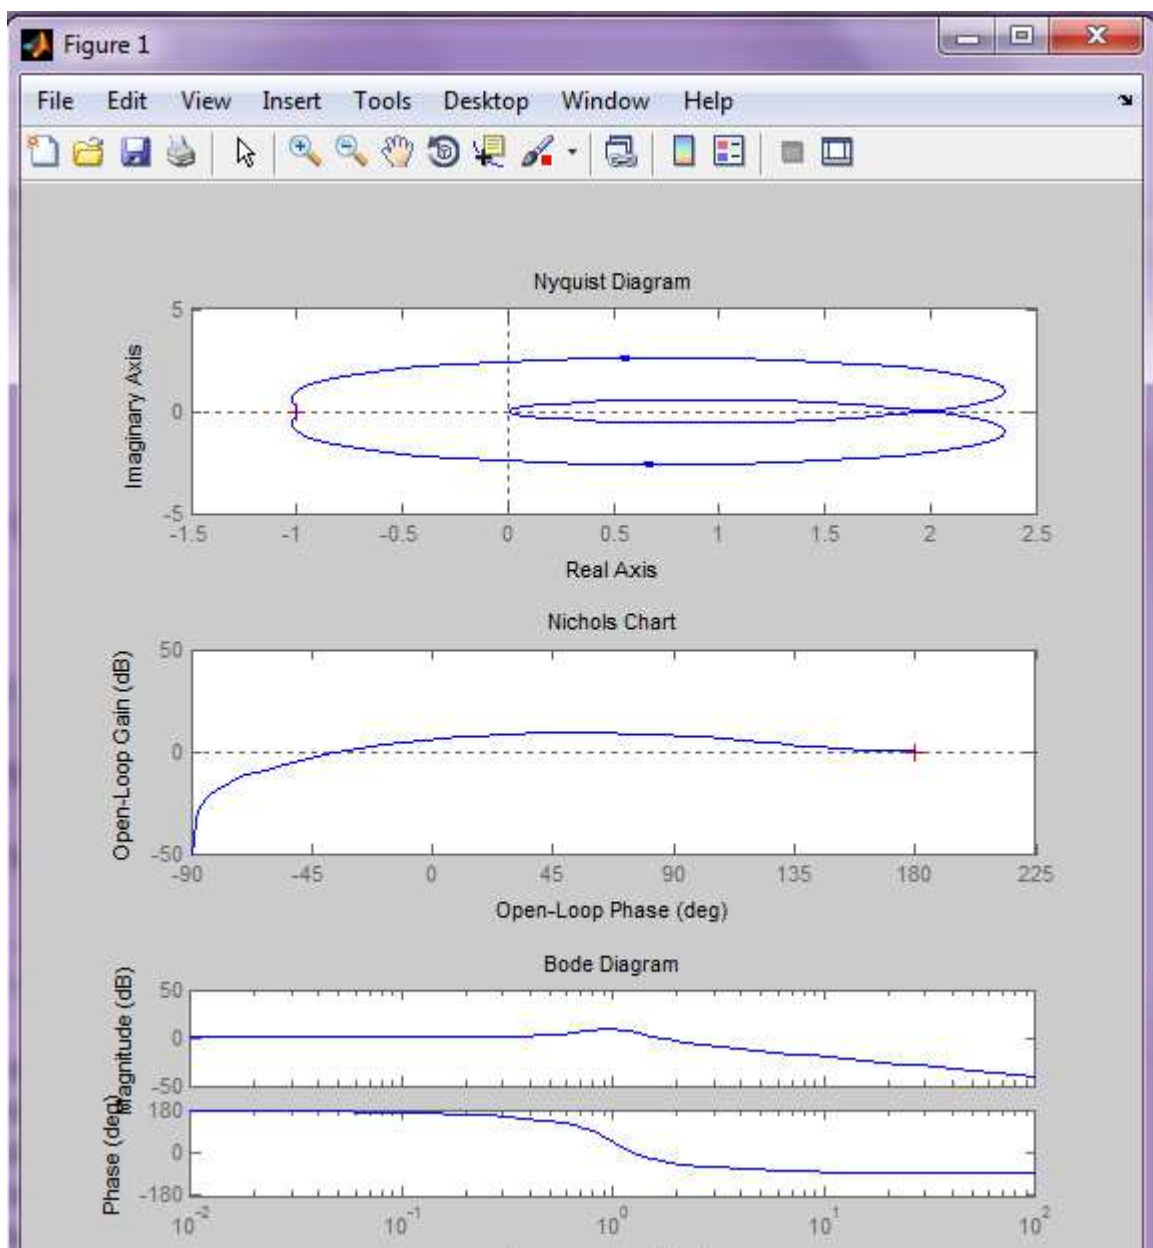 Figure 1
File Edit View Insert Tools Desktop Window Help
Nyquist Diagram
Imaginary Axis
5
0
-5
-1.5 -1 -0.5 0 0.5 1 1.5 2 2.5
Real Axis
Nichols Chart
Open-Loop Gain (dB)
50
0
-50
-90 -45 0 45 90 135 180 225
Open-Loop Phase (deg)
Bode Diagram
Magnitude (dB)
50
0
-50
Phase (deg)
180
0
-180
10^-2 10^-1 10^0 10^1 10^2